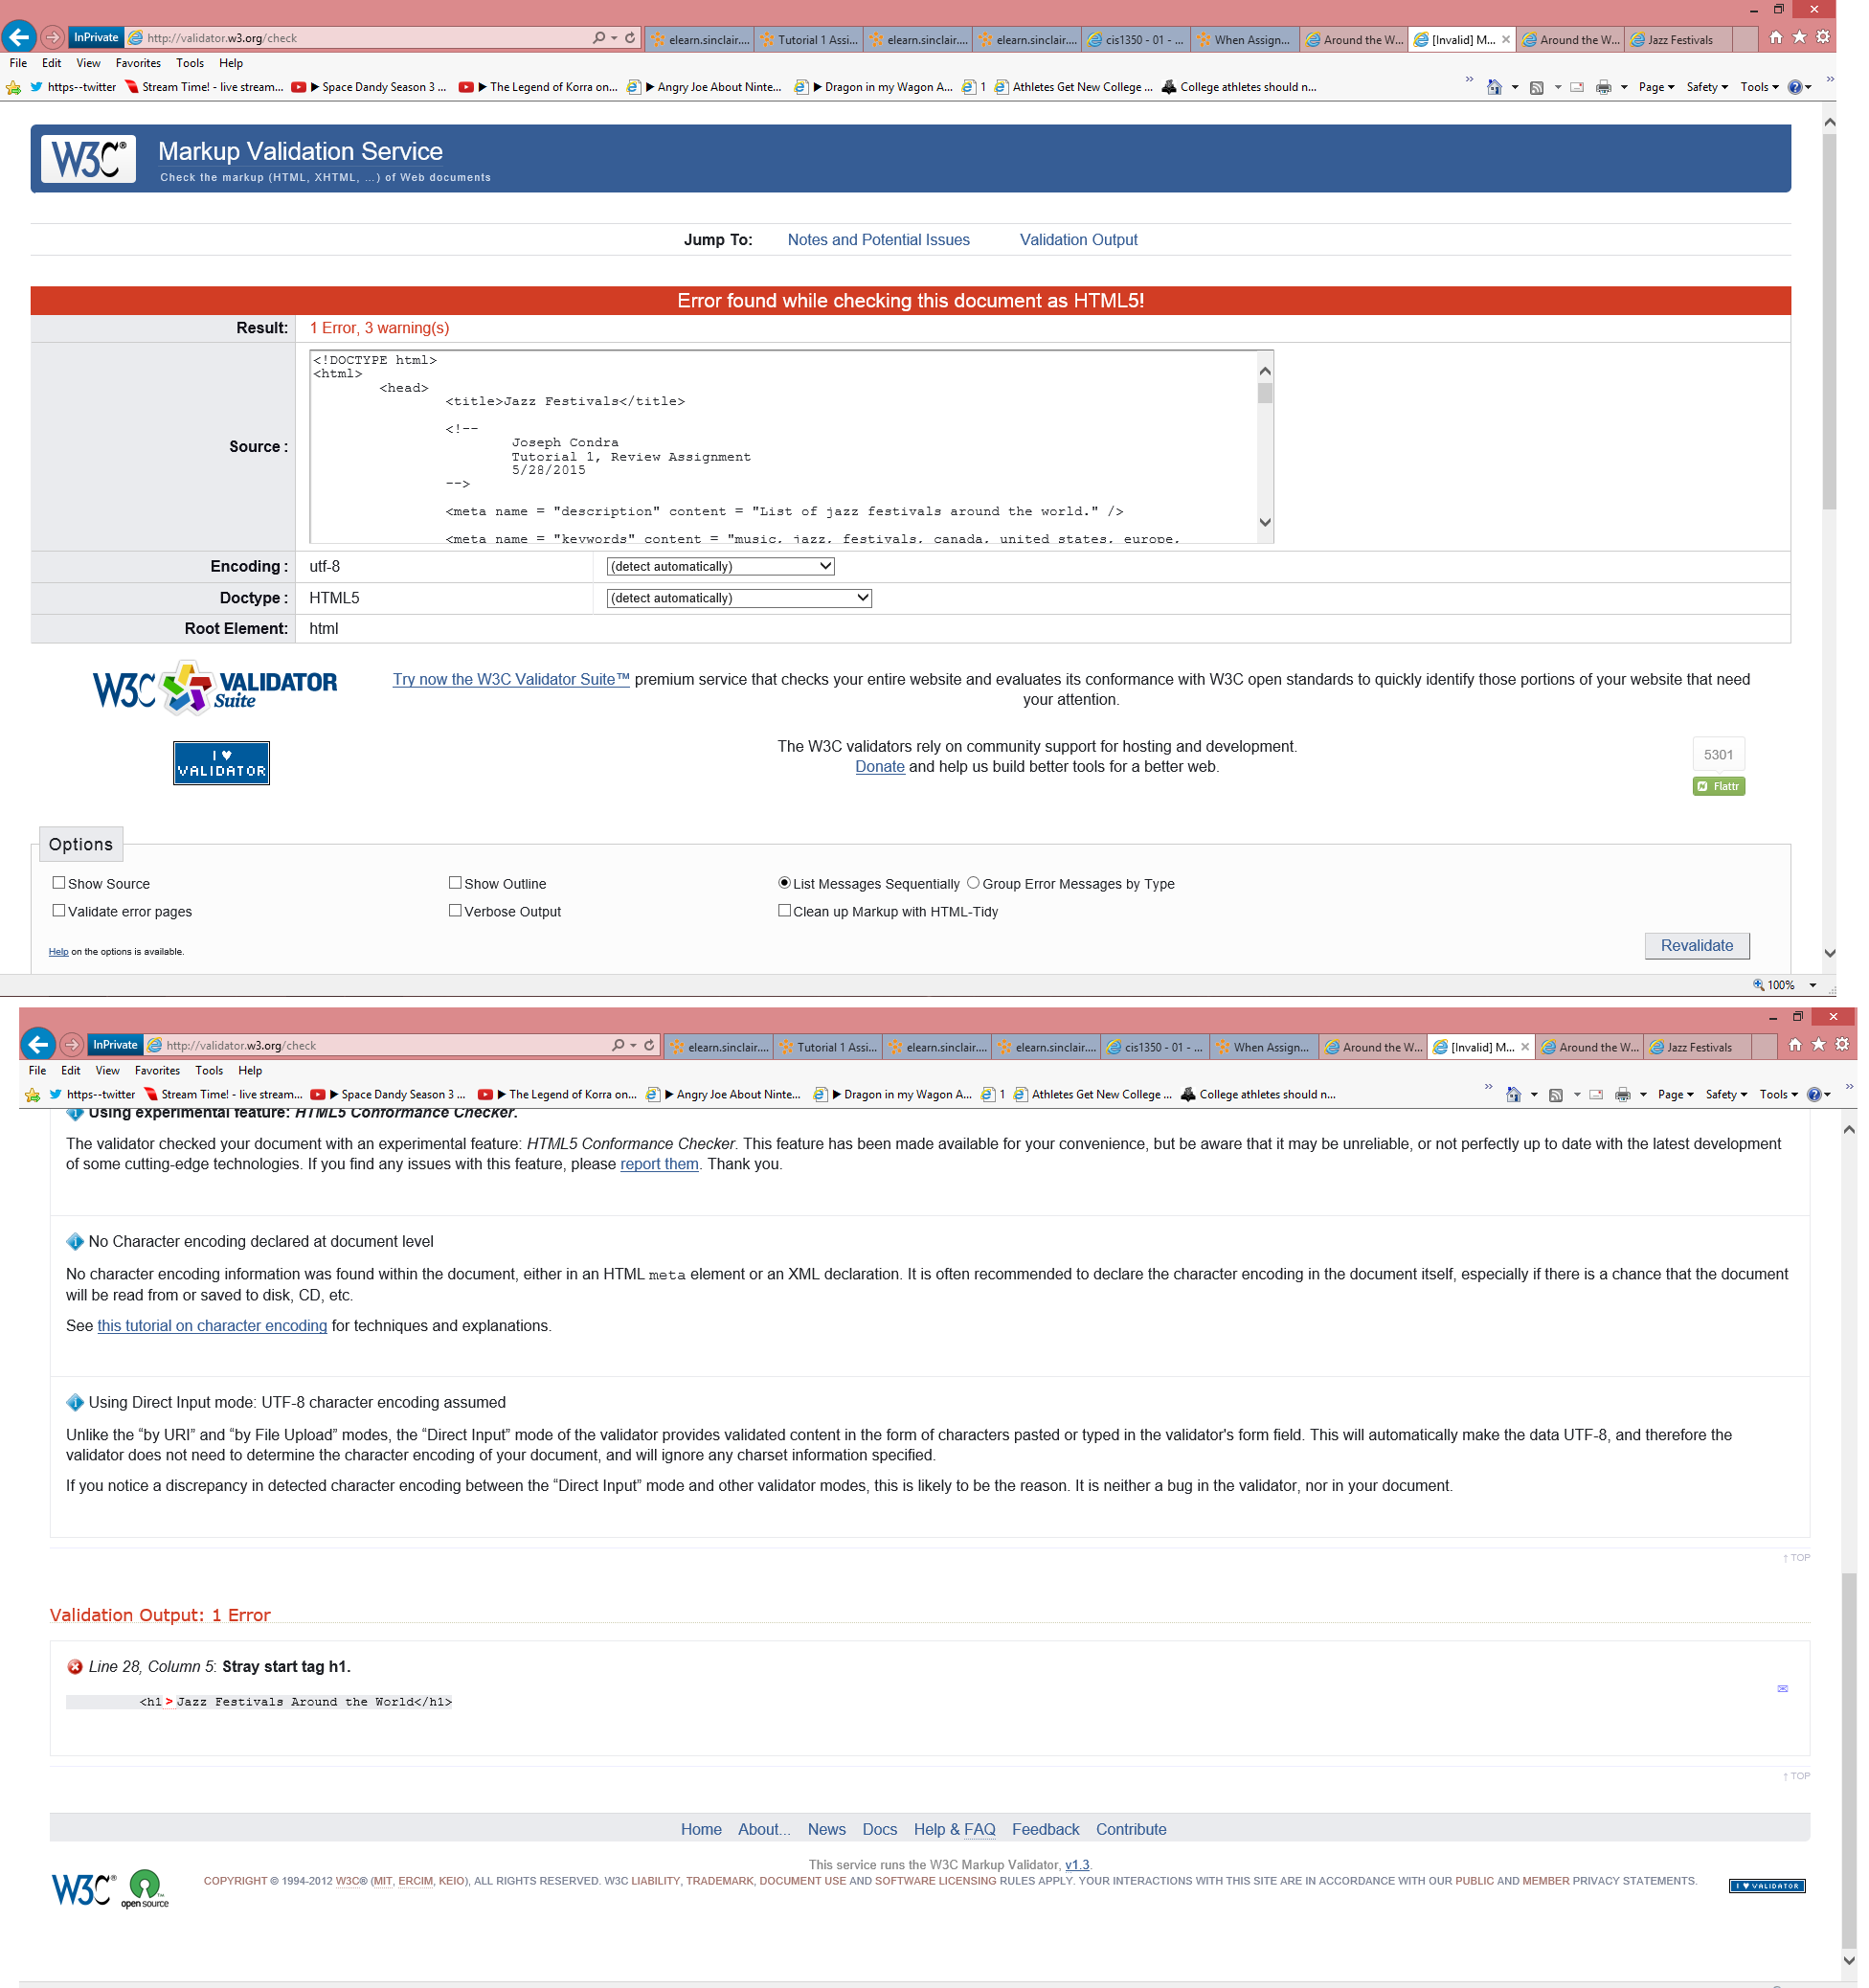 InPrivate http://validator.w3.org/check elearn.sinclair.... Tutorial 1 Assi... elearn.sinclair.... elearn.sinclair.... cis1350 - 01 - ... When Assign... Around the W... [Invalid] M... Around the W... Jazz Festivals
File Edit View Favorites Tools Help
https--twitter Stream Time! - live stream... ▶ Space Dandy Season 3 ... ▶ The Legend of Korra on... ▶ Angry Joe About Ninte... ▶ Dragon in my Wagon A... 1 Athletes Get New College ... College athletes should n... » Page Safety Tools »
W3C® Markup Validation Service
Check the markup (HTML, XHTML, ...) of Web documents
Jump To: Notes and Potential Issues Validation Output
Error found while checking this document as HTML5!
Result: 1 Error, 3 warning(s)
Source :
<!DOCTYPE html>
<html>
<head>
<title>Jazz Festivals</title>
<!--
Joseph Condra
Tutorial 1, Review Assignment
5/28/2015
-->
<meta name = "description" content = "List of jazz festivals around the world." />
<meta name = "keywords" content = "music, jazz, festivals, canada, united states, europe,
Encoding : utf-8 (detect automatically)
Doctype : HTML5 (detect automatically)
Root Element: html
W3C VALIDATOR Suite
Try now the W3C Validator Suite™ premium service that checks your entire website and evaluates its conformance with W3C open standards to quickly identify those portions of your website that need
your attention.
I ♥ VALIDATOR
The W3C validators rely on community support for hosting and development.
Donate and help us build better tools for a better web.
5301
Flattr
Options
Show Source Show Outline List Messages Sequentially Group Error Messages by Type
Validate error pages Verbose Output Clean up Markup with HTML-Tidy
Help on the options is available.
Revalidate
100%
InPrivate http://validator.w3.org/check elearn.sinclair.... Tutorial 1 Assi... elearn.sinclair.... elearn.sinclair.... cis1350 - 01 - ... When Assign... Around the W... [Invalid] M... Around the W... Jazz Festivals
File Edit View Favorites Tools Help
https--twitter Stream Time! - live stream... ▶ Space Dandy Season 3 ... ▶ The Legend of Korra on... ▶ Angry Joe About Ninte... ▶ Dragon in my Wagon A... 1 Athletes Get New College ... College athletes should n... » Page Safety Tools »
Using experimental feature: HTML5 Conformance Checker.
The validator checked your document with an experimental feature: HTML5 Conformance Checker. This feature has been made available for your convenience, but be aware that it may be unreliable, or not perfectly up to date with the latest development
of some cutting-edge technologies. If you find any issues with this feature, please report them. Thank you.
No Character encoding declared at document level
No character encoding information was found within the document, either in an HTML meta element or an XML declaration. It is often recommended to declare the character encoding in the document itself, especially if there is a chance that the document
will be read from or saved to disk, CD, etc.
See this tutorial on character encoding for techniques and explanations.
Using Direct Input mode: UTF-8 character encoding assumed
Unlike the “by URI” and “by File Upload” modes, the “Direct Input” mode of the validator provides validated content in the form of characters pasted or typed in the validator's form field. This will automatically make the data UTF-8, and therefore the
validator does not need to determine the character encoding of your document, and will ignore any charset information specified.
If you notice a discrepancy in detected character encoding between the “Direct Input” mode and other validator modes, this is likely to be the reason. It is neither a bug in the validator, nor in your document.
↑ TOP
Validation Output: 1 Error
Line 28, Column 5: Stray start tag h1.
<h1>Jazz Festivals Around the World</h1>
↑ TOP
Home About... News Docs Help & FAQ Feedback Contribute
This service runs the W3C Markup Validator, v1.3.
W3C® open source COPYRIGHT © 1994-2012 W3C® (MIT, ERCIM, KEIO), ALL RIGHTS RESERVED. W3C LIABILITY, TRADEMARK, DOCUMENT USE AND SOFTWARE LICENSING RULES APPLY. YOUR INTERACTIONS WITH THIS SITE ARE IN ACCORDANCE WITH OUR PUBLIC AND MEMBER PRIVACY STATEMENTS. I ♥ VALIDATOR